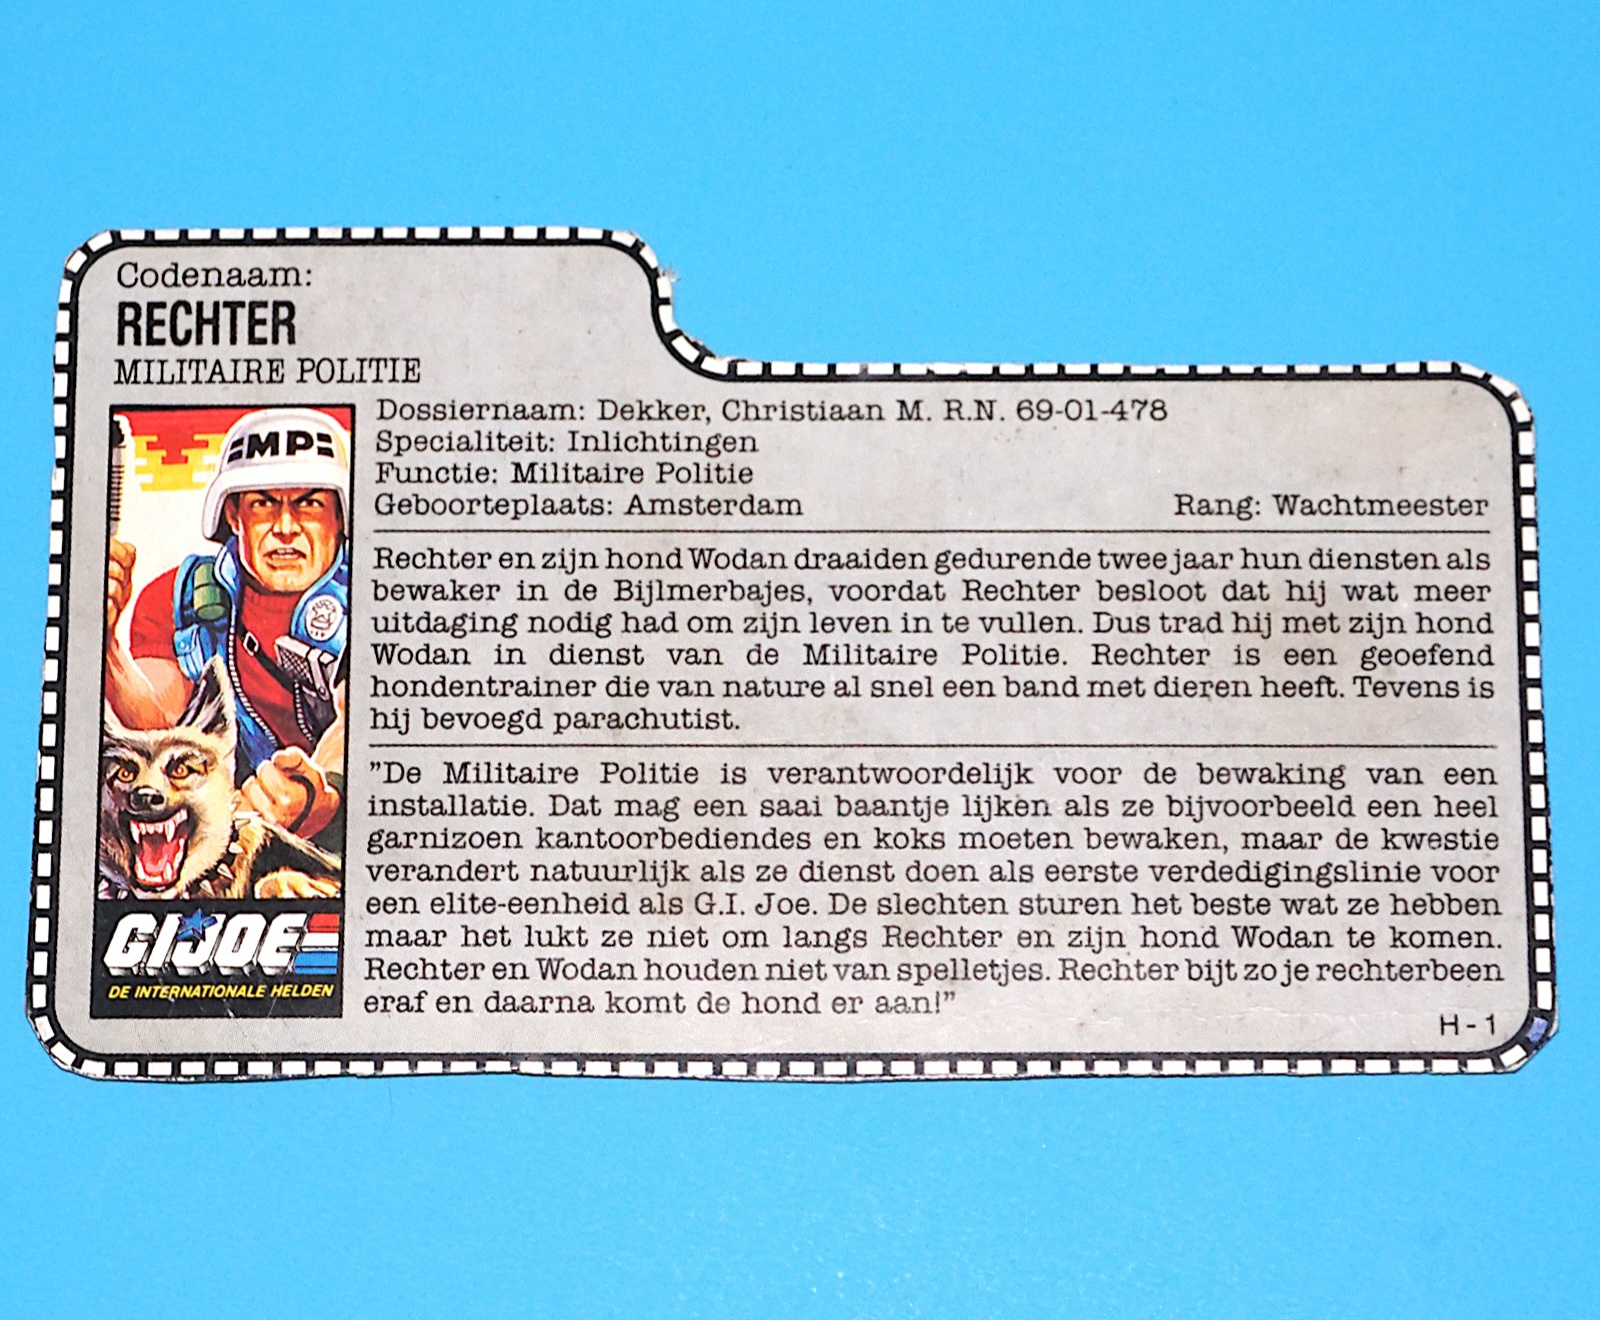 Codenaam:
RECHTER
MILITAIRE POLITIE
Dossiernaam: Dekker, Christiaan M. R.N. 69-01-478
Specialiteit: Inlichtingen
Functie: Militaire Politie
Geboorteplaats: Amsterdam Rang: Wachtmeester
MP
Rechter en zijn hond Wodan draaiden gedurende twee jaar hun diensten als
bewaker in de Bijlmerbajes, voordat Rechter besloot dat hij wat meer
uitdaging nodig had om zijn leven in te vullen. Dus trad hij met zijn hond
Wodan in dienst van de Militaire Politie. Rechter is een geoefend
hondentrainer die van nature al snel een band met dieren heeft. Tevens is
hij bevoegd parachutist.
"De Militaire Politie is verantwoordelijk voor de bewaking van een
installatie. Dat mag een saai baantje lijken als ze bijvoorbeeld een heel
garnizoen kantoorbediendes en koks moeten bewaken, maar de kwestie
verandert natuurlijk als ze dienst doen als eerste verdedigingslinie voor
een elite-eenheid als G.I. Joe. De slechten sturen het beste wat ze hebben
maar het lukt ze niet om langs Rechter en zijn hond Wodan te komen.
Rechter en Wodan houden niet van spelletjes. Rechter bijt zo je rechterbeen
eraf en daarna komt de hond er aan!"
GI JOE
DE INTERNATIONALE HELDEN
H - 1